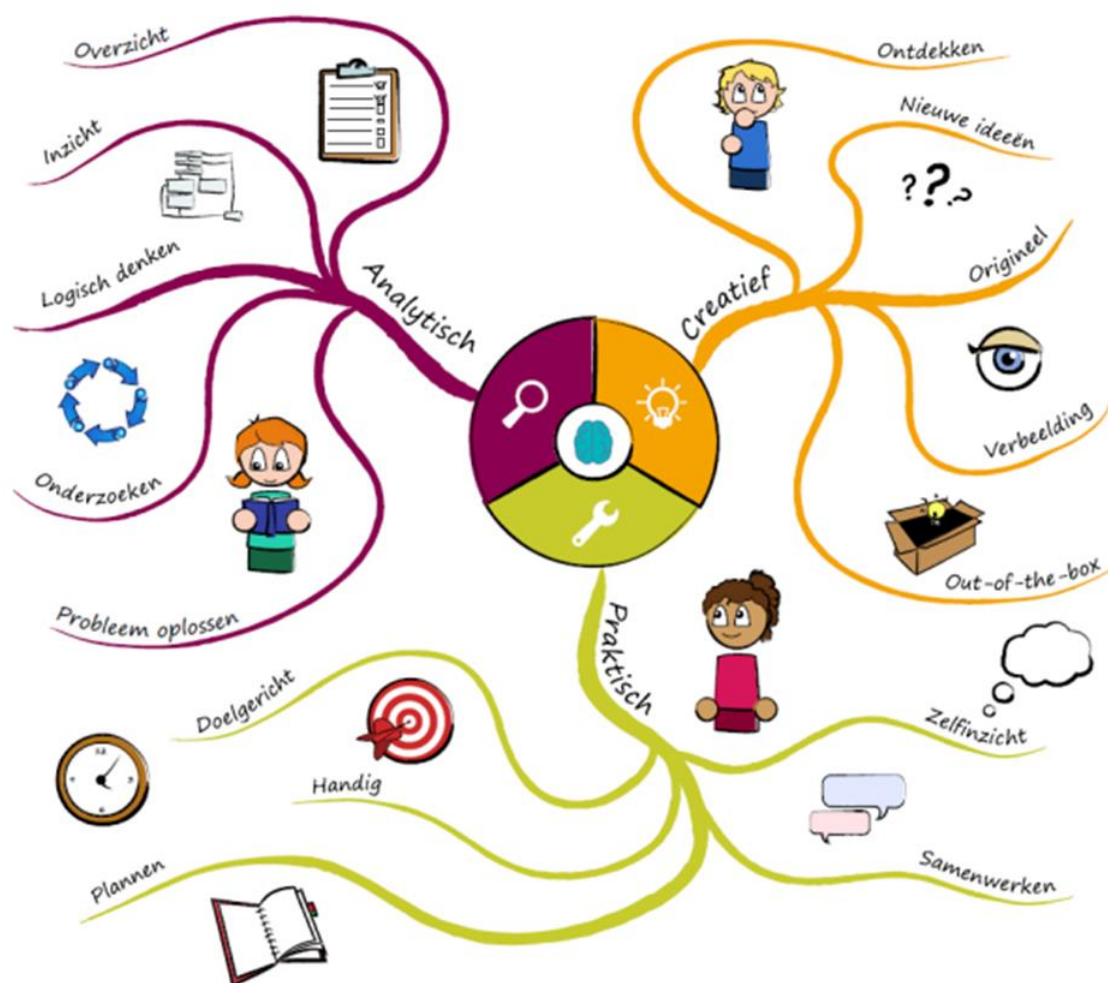 Overzicht
Inzicht
Logisch denken
Onderzoeken
Probleem oplossen
Analytisch
Creatief
Ontdekken
Nieuwe ideeën
Origineel
Verbeelding
Out-of-the-box
Praktisch
Doelgericht
Handig
Plannen
Zelfinzicht
Samenwerken
? ? ? ?